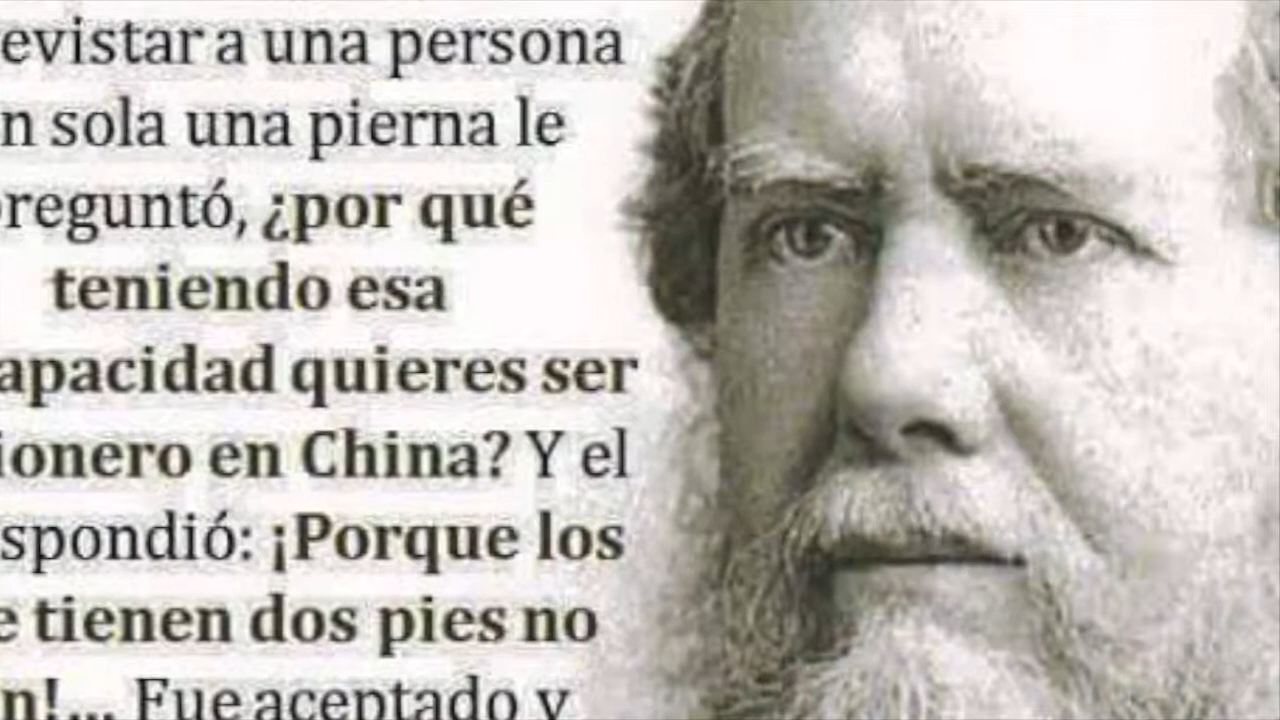 evistar a una persona
n sola una pierna le
reguntó, ¿por qué
teniendo esa
apacidad quieres ser
ionero en China? Y el
spondió: ¡Porque los
e tienen dos pies no
n!... Fue aceptado y